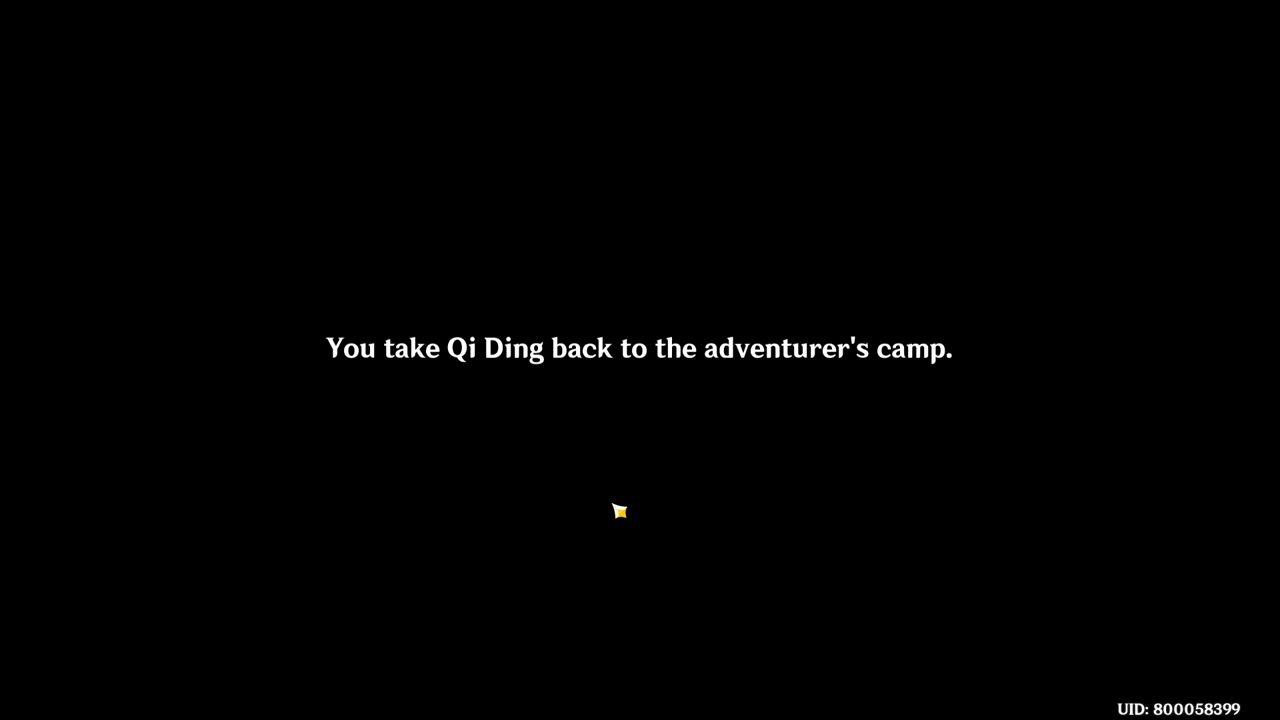 You take Qi Ding back to the adventurer's camp.
UID: 800058399